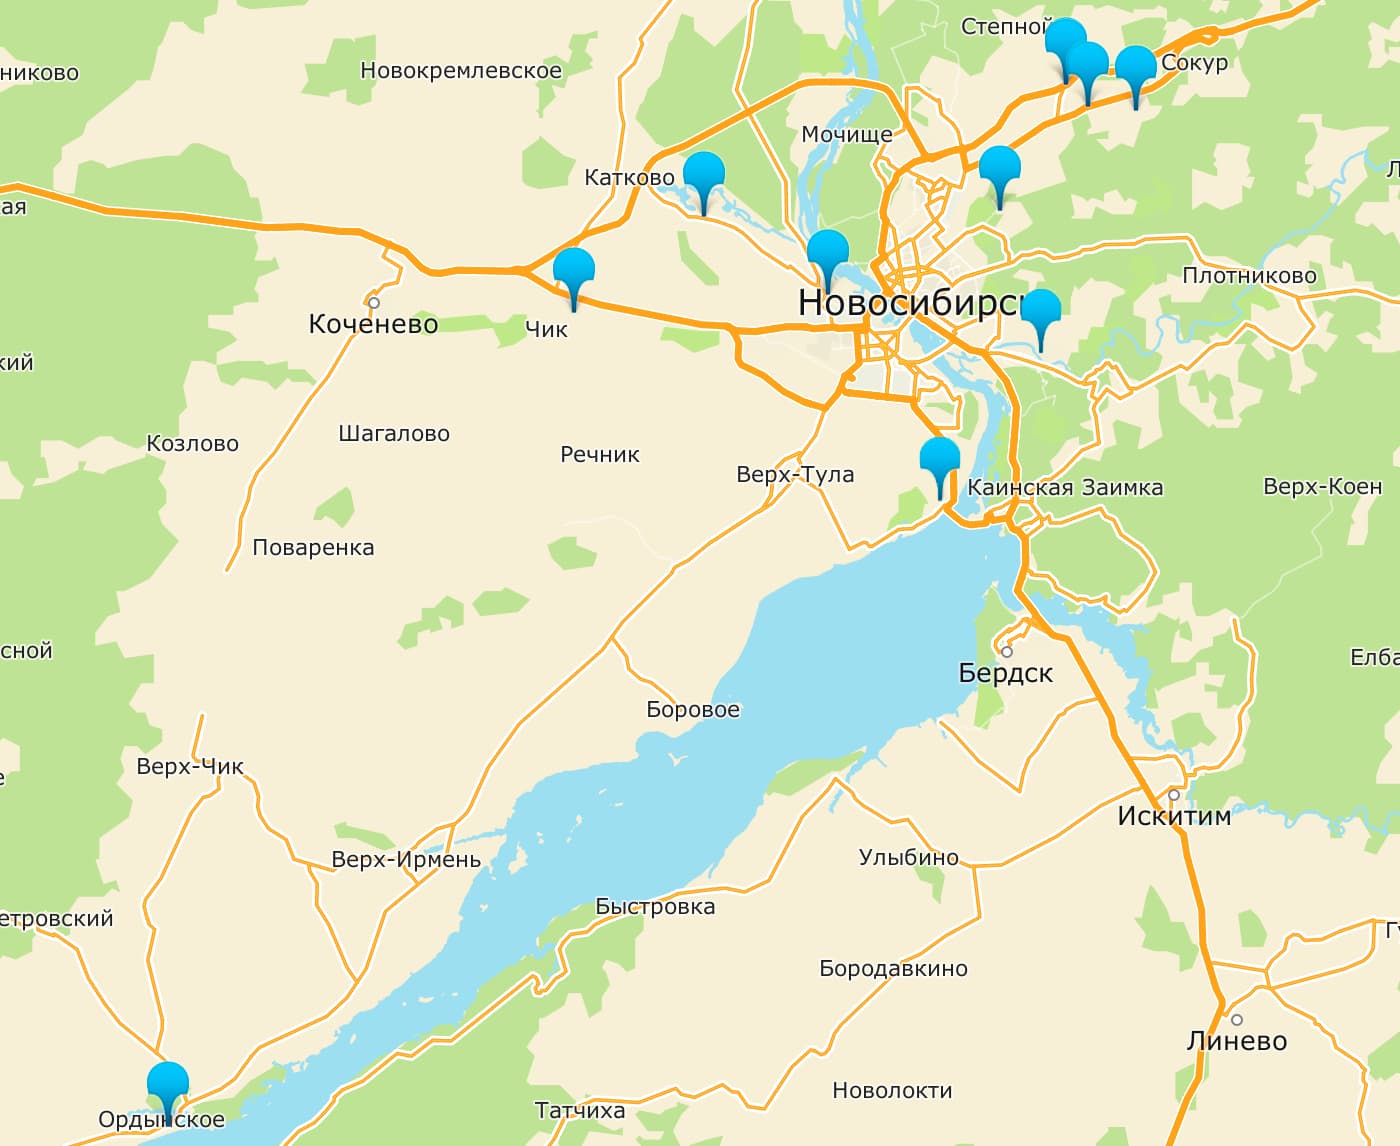 Степной
Сокур
никово
Новокремлевское
Мочище
Катково
ая
Плотниково
Новосибирс
Коченево
Чик
кий
Козлово
Шагалово
Речник
Верх-Тула
Каинская Заимка
Верх-Коен
Поваренка
сной
Елба
Бердск
Боровое
Верх-Чик
Искитим
Верх-Ирмень
Улыбино
Быстровка
етровский
Бородавкино
Линево
Новолокти
Татчиха
Ордынское